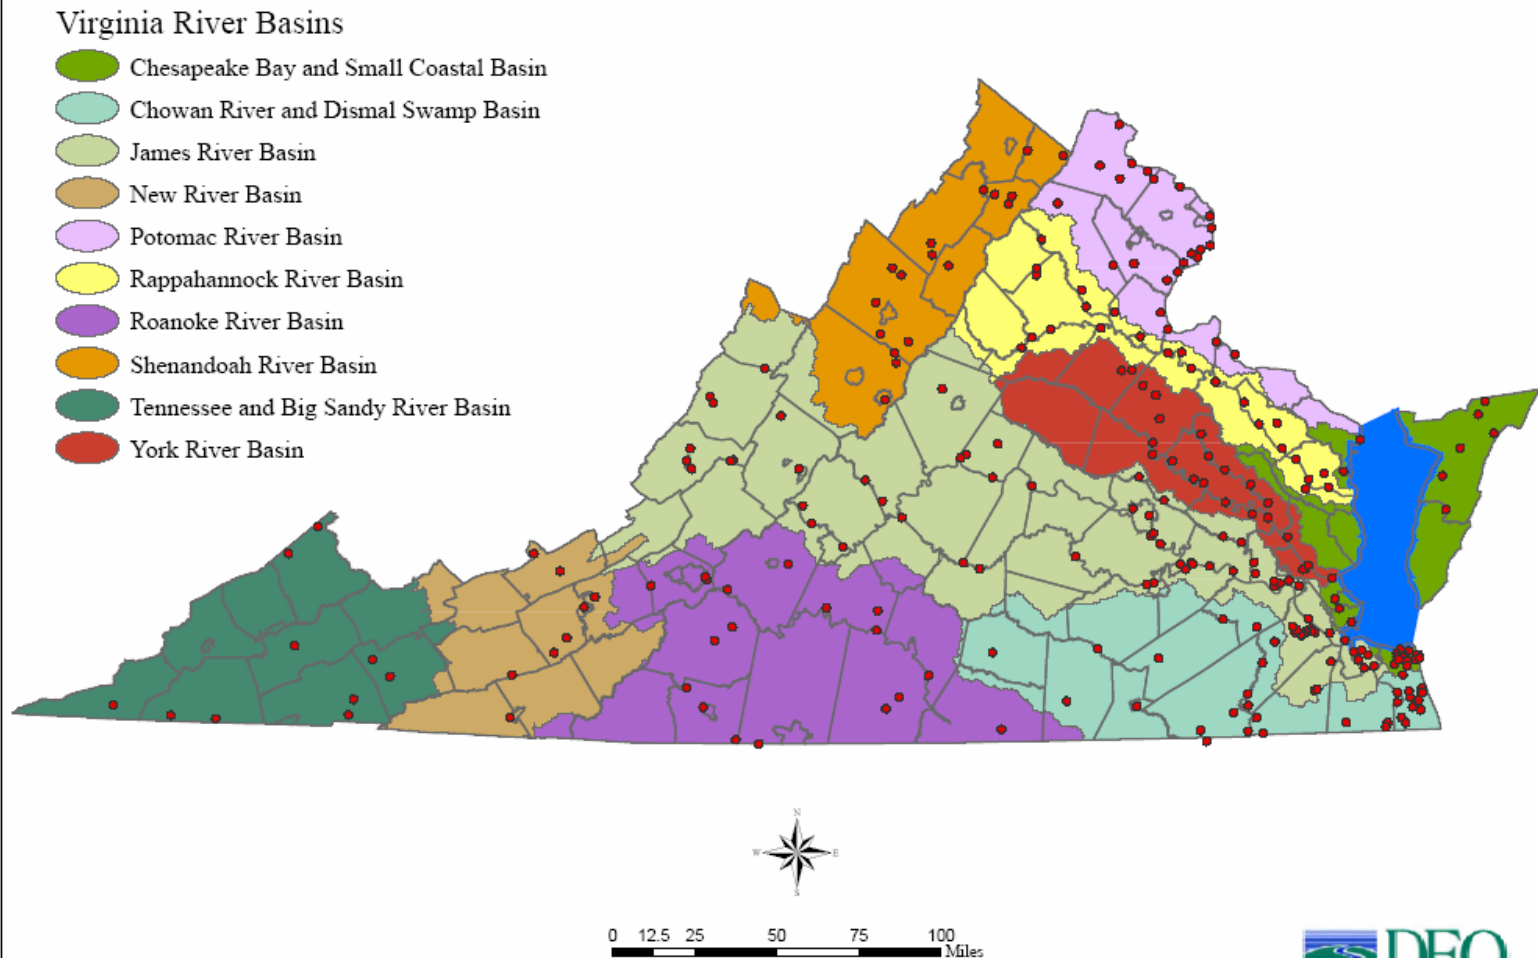 Virginia River Basins
Chesapeake Bay and Small Coastal Basin
Chowan River and Dismal Swamp Basin
James River Basin
New River Basin
Potomac River Basin
Rappahannock River Basin
Roanoke River Basin
Shenandoah River Basin
Tennessee and Big Sandy River Basin
York River Basin
N
W E
S
0 12.5 25 50 75 100
Miles
DEQ